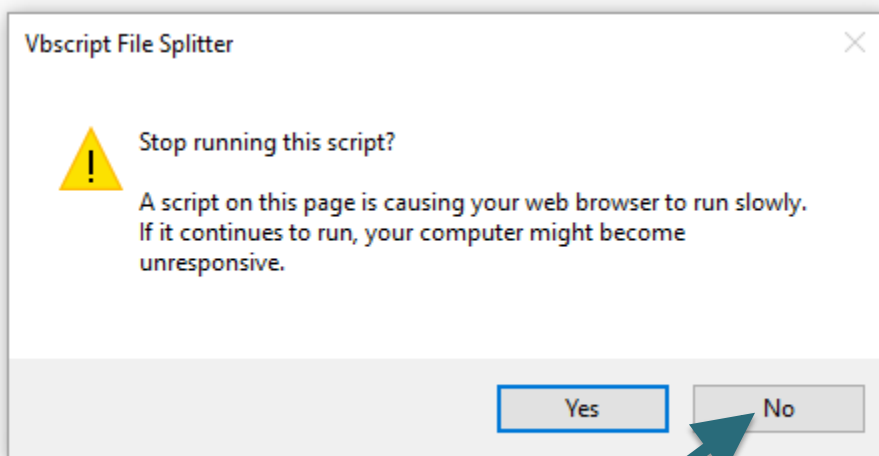 Vbscript File Splitter
Stop running this script?
A script on this page is causing your web browser to run slowly.
If it continues to run, your computer might become
unresponsive.
Yes
No